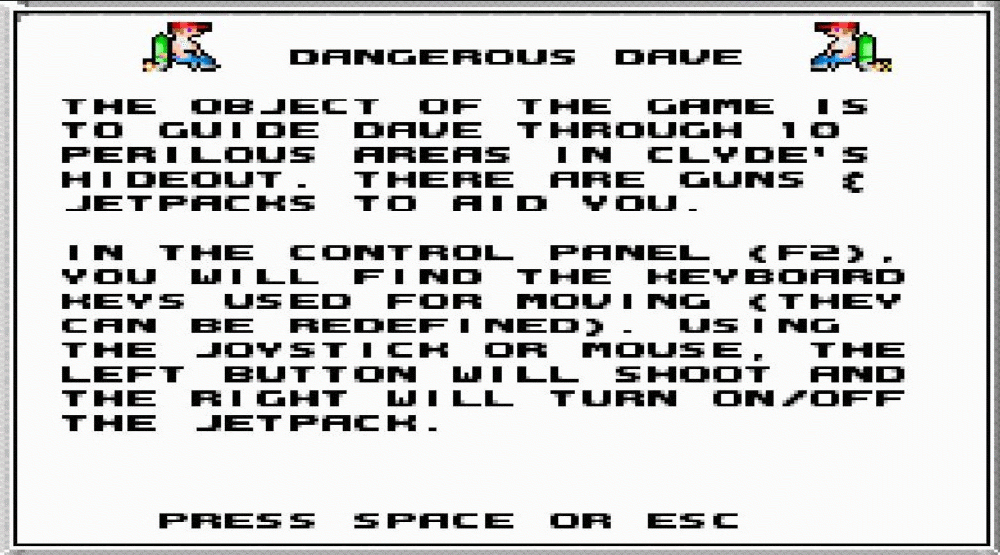 DANGEROUS DAVE
THE OBJECT OF THE GAME IS
TO GUIDE DAVE THROUGH 10
PERILOUS AREAS IN CLYDE'S
HIDEOUT. THERE ARE GUNS &
JETPACKS TO AID YOU.
IN THE CONTROL PANEL (F2),
YOU WILL FIND THE KEYBOARD
KEYS USED FOR MOVING (THEY
CAN BE REDEFINED). USING
THE JOYSTICK OR MOUSE, THE
LEFT BUTTON WILL SHOOT AND
THE RIGHT WILL TURN ON/OFF
THE JETPACK.
PRESS SPACE OR ESC